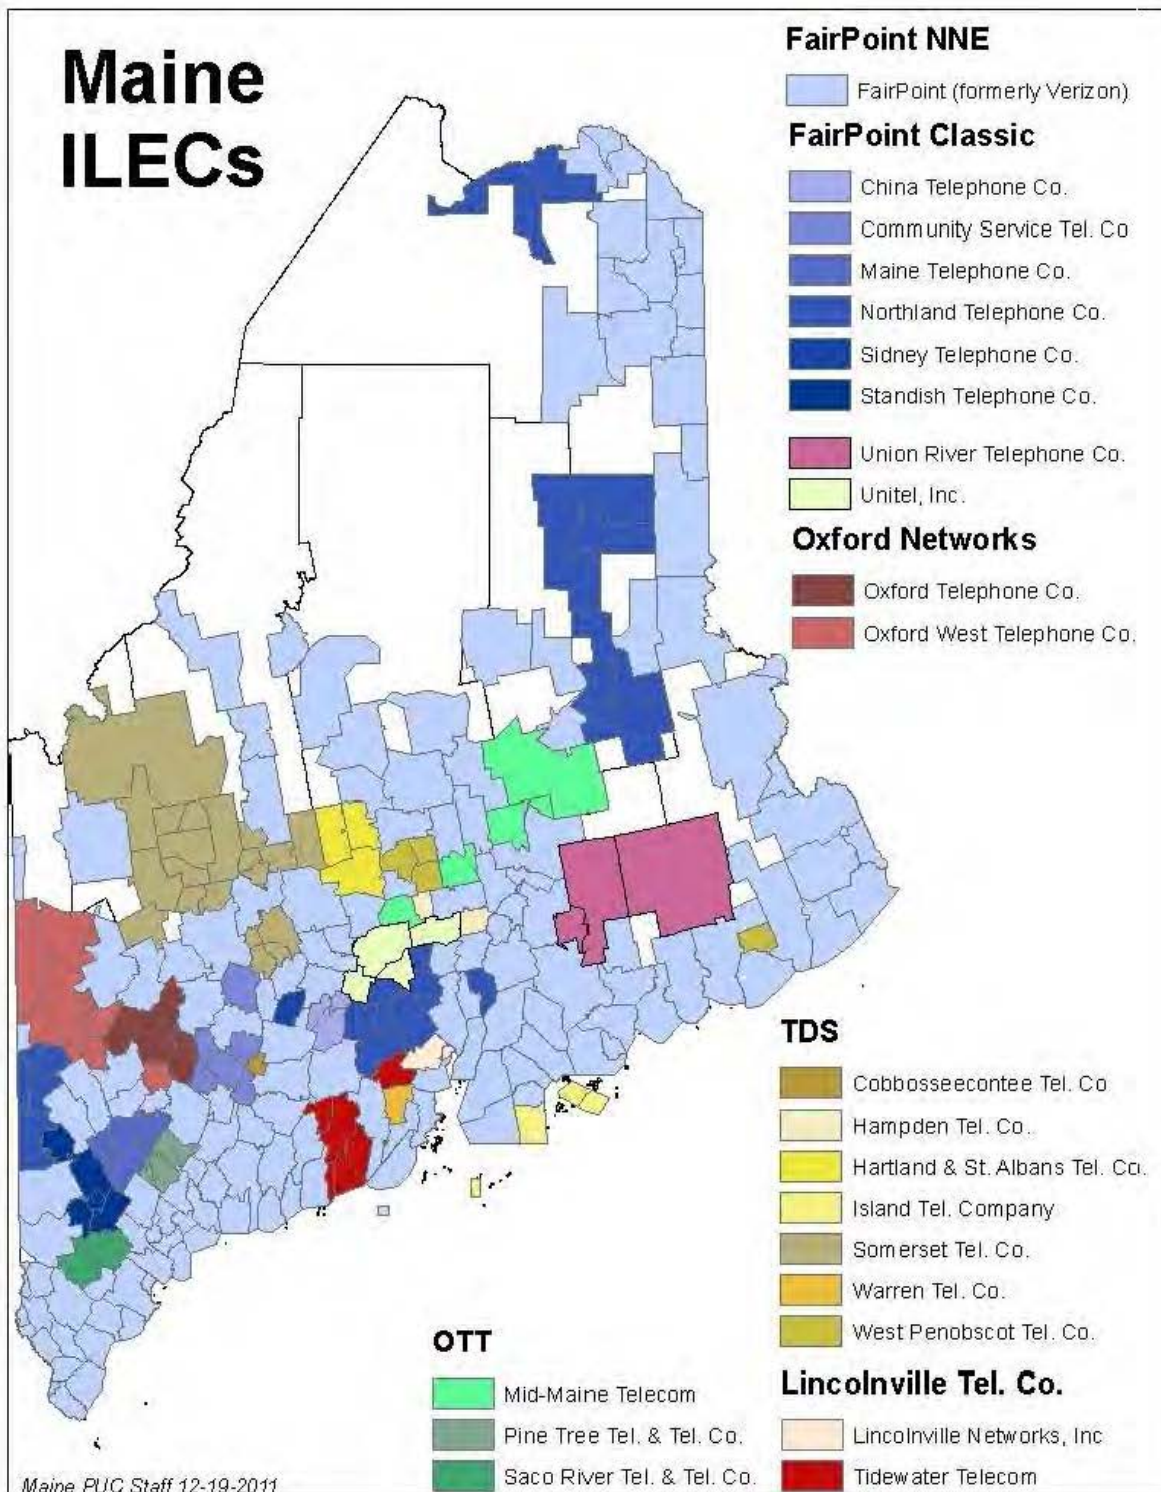 Maine
ILECs
FairPoint NNE
FairPoint (formerly Verizon)
FairPoint Classic
China Telephone Co.
Community Service Tel. Co
Maine Telephone Co.
Northland Telephone Co.
Sidney Telephone Co.
Standish Telephone Co.
Union River Telephone Co.
Unitel, Inc.
Oxford Networks
Oxford Telephone Co.
Oxford West Telephone Co.
TDS
Cobbosseecontee Tel. Co
Hampden Tel. Co.
Hartland & St. Albans Tel. Co.
Island Tel. Company
Somerset Tel. Co.
Warren Tel. Co.
West Penobscot Tel. Co.
OTT
Mid-Maine Telecom
Pine Tree Tel. & Tel. Co.
Saco River Tel. & Tel. Co.
Lincolnville Tel. Co.
Lincolnville Networks, Inc
Tidewater Telecom
Maine PUC Staff 12-19-2011